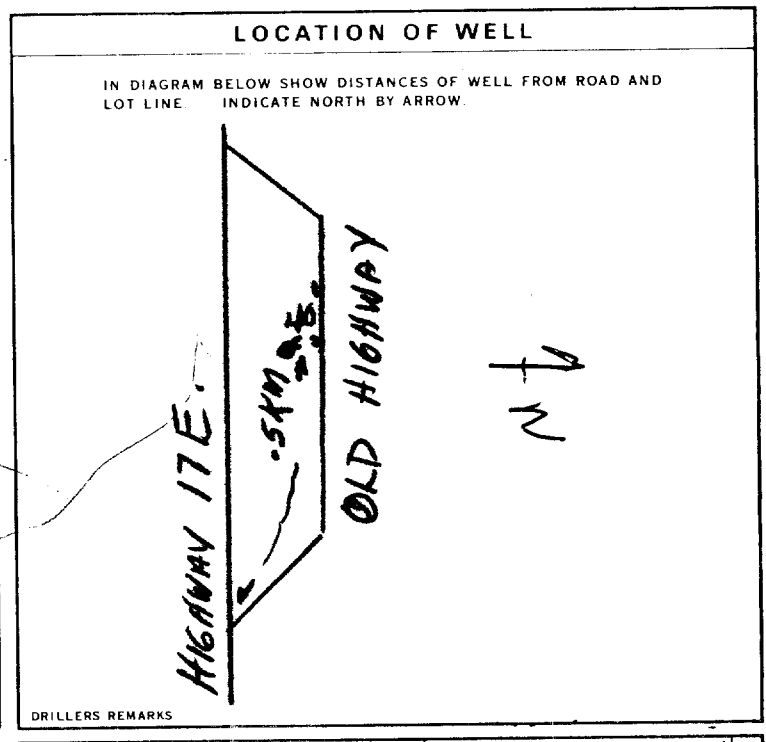 LOCATION OF WELL
IN DIAGRAM BELOW SHOW DISTANCES OF WELL FROM ROAD AND
LOT LINE. INDICATE NORTH BY ARROW.
HIGHWAY 17 E.
.5KM
OLD HIGHWAY
N
DRILLERS REMARKS